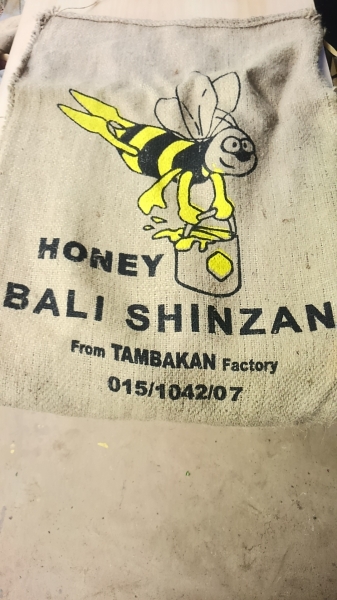 HONEY
BALI SHINZAN
From TAMBAKAN Factory
015/1042/07